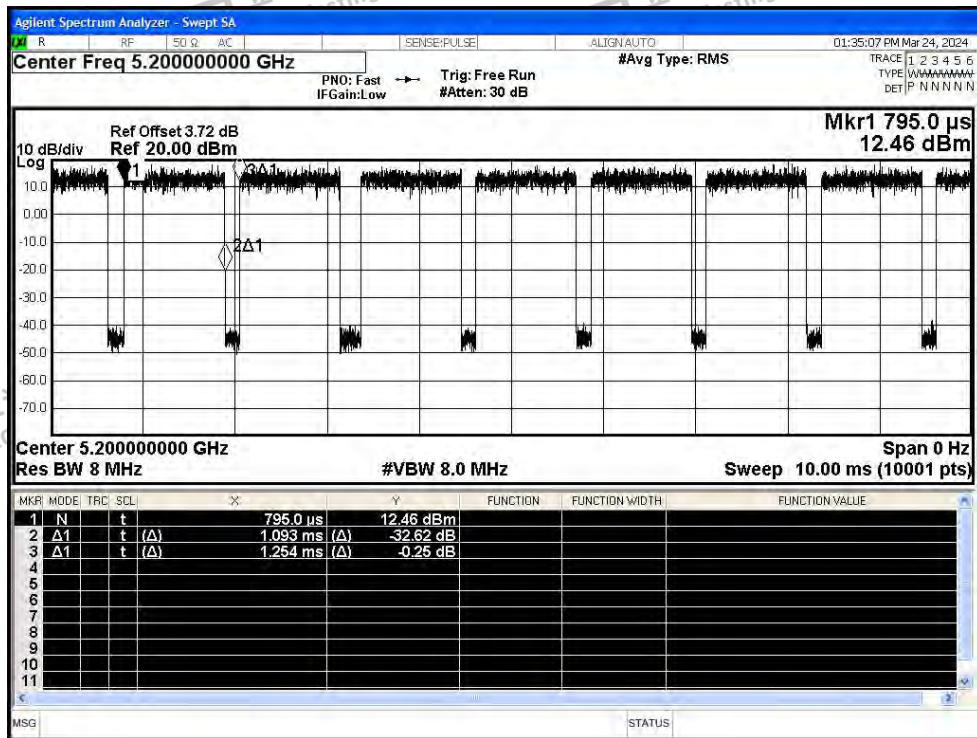 Agilent Spectrum Analyzer - Swept SA
LXI R RF 50 Ω AC SENSE:PULSE ALIGN AUTO 01:35:07 PM Mar 24, 2024
Center Freq 5.200000000 GHz #Avg Type: RMS TRACE 1 2 3 4 5 6
PNO: Fast Trig: Free Run TYPE WWWWWW
IFGain:Low #Atten: 30 dB DET P N N N N N
Mkr1 795.0 µs
Ref Offset 3.72 dB
10 dB/div Ref 20.00 dBm 12.46 dBm
Log
1 3Δ1
10.0
0.00
-10.0
2Δ1
-20.0
-30.0
-40.0
-50.0
-60.0
-70.0
Center 5.200000000 GHz Span 0 Hz
Res BW 8 MHz #VBW 8.0 MHz Sweep 10.00 ms (10001 pts)
MKR MODE TRC SCL X Y FUNCTION FUNCTION WIDTH FUNCTION VALUE
1 N t 795.0 µs 12.46 dBm
2 Δ1 t (Δ) 1.093 ms (Δ) -32.62 dB
3 Δ1 t (Δ) 1.254 ms (Δ) -0.25 dB
4
5
6
7
8
9
10
11
MSG STATUS